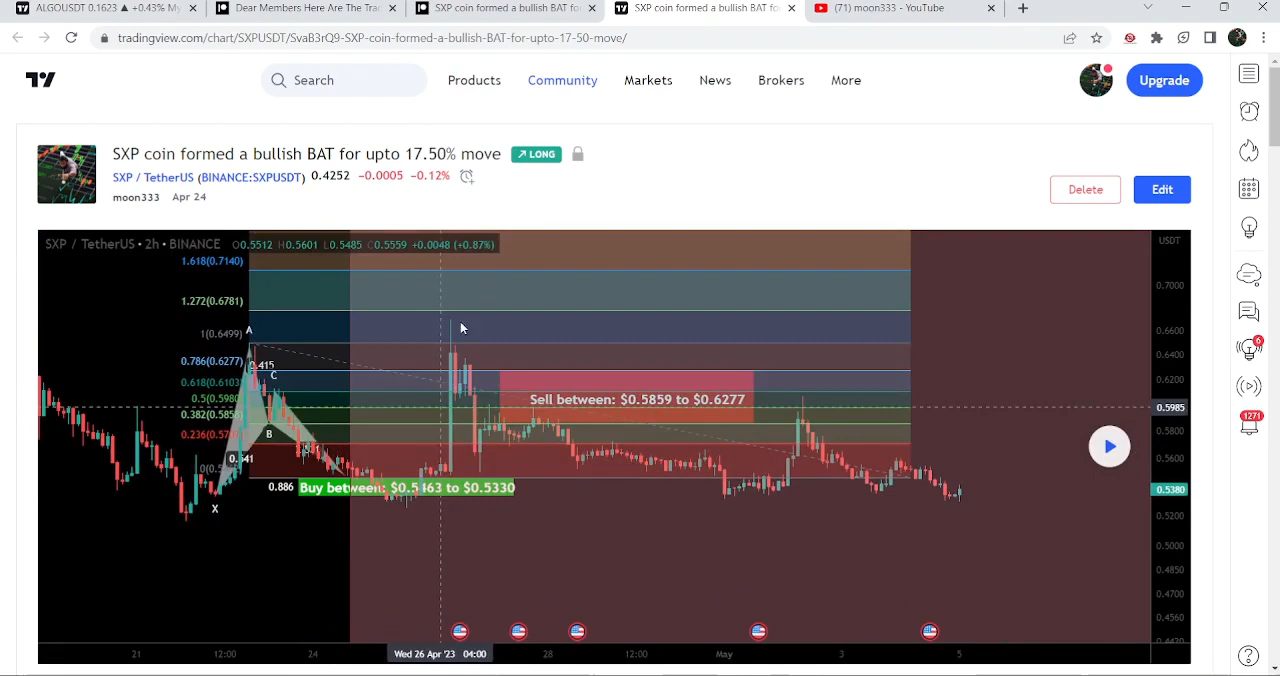 ALGOUSDT 0.1623 ▲ +0.43% My
Dear Members Here Are The Tra
SXP coin formed a bullish BAT fo
SXP coin formed a bullish BAT fo
(71) moon333 - YouTube
tradingview.com/chart/SXPUSDT/SvaB3rQ9-SXP-coin-formed-a-bullish-BAT-for-upto-17-50-move/
Search
Products
Community
Markets
News
Brokers
More
Upgrade
SXP coin formed a bullish BAT for upto 17.50% move
LONG
SXP / TetherUS (BINANCE:SXPUSDT) 0.4252 −0.0005 −0.12%
moon333 Apr 24
Delete
Edit
SXP / TetherUS • 2h • BINANCE O0.5512 H0.5601 L0.5485 C0.5559 +0.0048 (+0.87%)
USDT
1.618(0.7140)
0.7000
1.272(0.6781)
1(0.6499)
A
0.6600
0.6400
0.786(0.6277)
0.415
C
0.6200
0.618(0.6103)
0.5(0.5980)
Sell between: $0.5859 to $0.6277
0.5985
0.382(0.5858)
0.5800
0.236(0.57
B
0.5600
0.886
Buy between: $0.5463 to $0.5330
0.5380
X
0.5200
0.5000
0.4850
0.4700
0.4560
6
1271
21
12:00
24
Wed 26 Apr '23 04:00
28
12:00
May
3
5